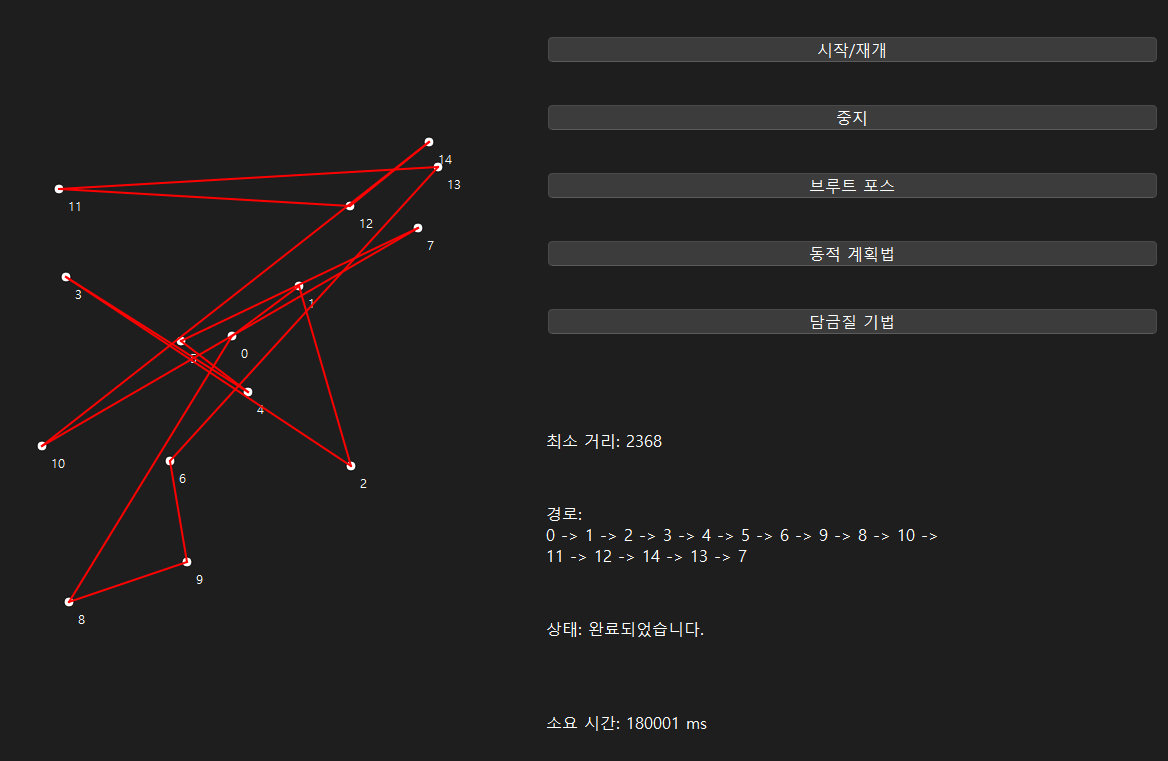 시작/재개
중지
브루트 포스
동적 계획법
담금질 기법
14
13
11
12
7
3
1
0
5
4
10
6
2
9
8
최소 거리: 2368
경로:
0 -> 1 -> 2 -> 3 -> 4 -> 5 -> 6 -> 9 -> 8 -> 10 ->
11 -> 12 -> 14 -> 13 -> 7
상태: 완료되었습니다.
소요 시간: 180001 ms